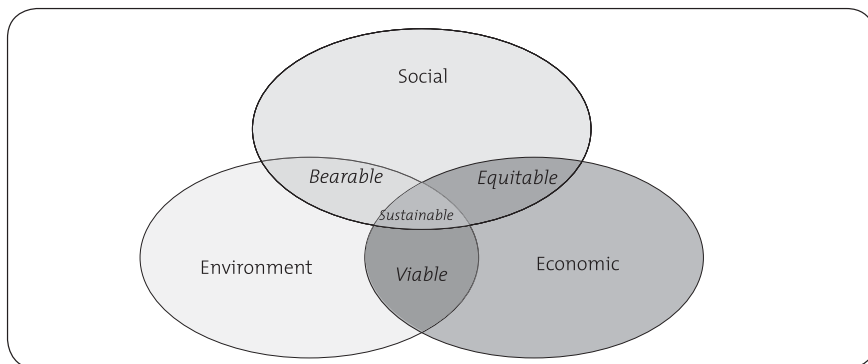 Social
Bearable
Equitable
Sustainable
Environment
Viable
Economic